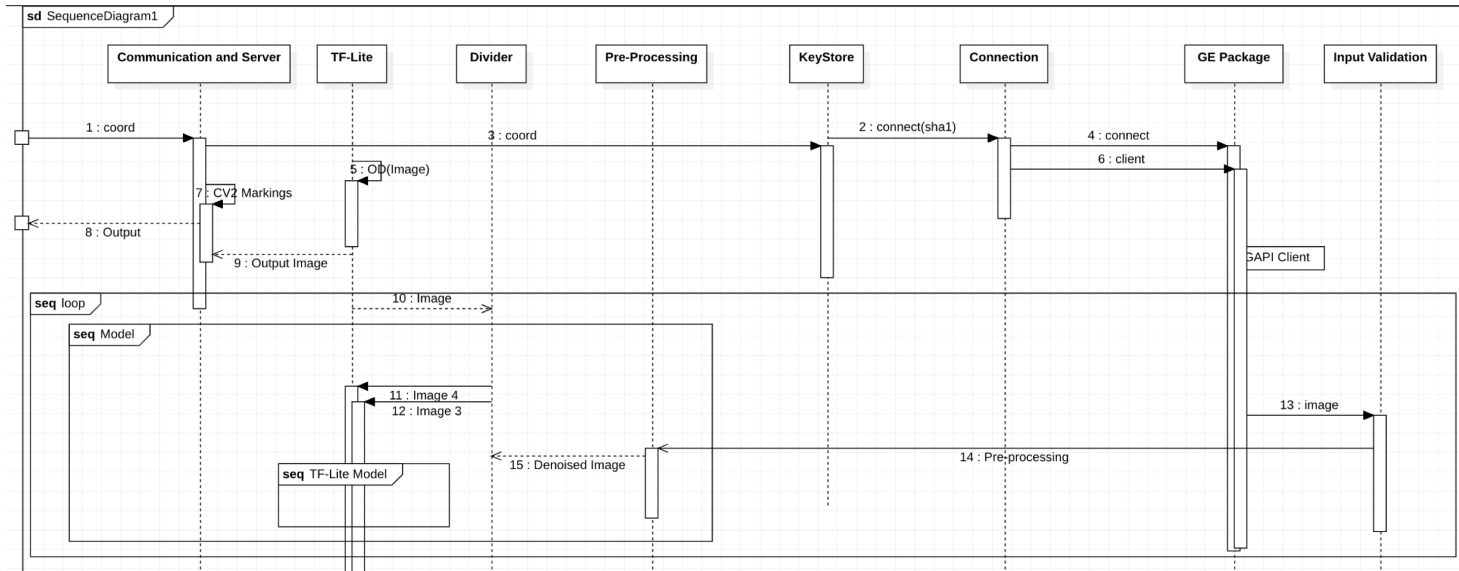 sd SequenceDiagram1
Communication and Server
TF-Lite
Divider
Pre-Processing
KeyStore
Connection
GE Package
Input Validation
1 : coord
2 : connect(sha1)
3 : coord
4 : connect
6 : client
5 : OD(Image)
7 : CV2 Markings
8 : Output
9 : Output Image
GAPI Client
seq loop
10 : Image
seq Model
11 : Image 4
12 : Image 3
13 : image
14 : Pre-processing
15 : Denoised Image
seq TF-Lite Model